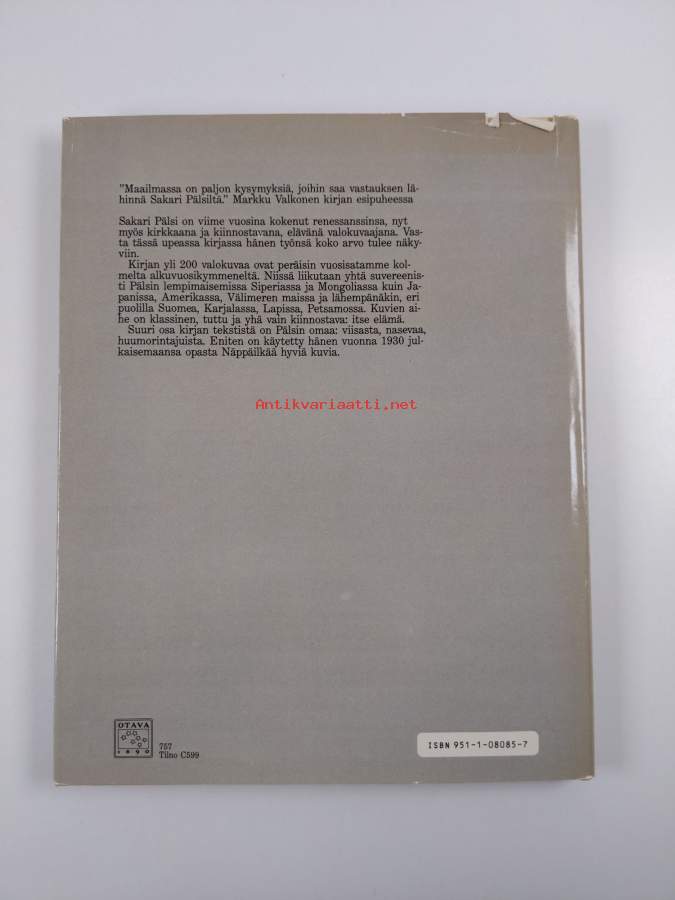 "Maailmassa on paljon kysymyksiä, joihin saa vastauksen lä-
hinnä Sakari Pälsiltä." Markku Valkonen kirjan esipuheessa
Sakari Pälsi on viime vuosina kokenut renessanssinsa, nyt
myös kirkkaana ja kiinnostavana, elävänä valokuvaajana. Vas-
ta tässä upeassa kirjassa hänen työnsä koko arvo tulee näky-
viin.
Kirjan yli 200 valokuvaa ovat peräisin vuosisatamme kol-
melta alkuvuosikymmeneltä. Niissä liikutaan yhtä suvereenis-
ti Pälsin lempimaisemissa Siperiassa ja Mongoliassa kuin Ja-
panissa, Amerikassa, Välimeren maissa ja lähempänäkin, eri
puolilla Suomea, Karjalassa, Lapissa, Petsamossa. Kuvien ai-
he on klassinen, tuttu ja yhä vain kiinnostava: itse elämä.
Suuri osa kirjan tekstistä on Pälsin omaa: viisasta, nasevaa,
huumorintajuista. Eniten on käytetty hänen vuonna 1930 jul-
kaisemaansa opasta Näppäilkää hyviä kuvia.
Antikvariaatti.net
OTAVA
1890
757
Tilno C599
ISBN 951-1-08085-7